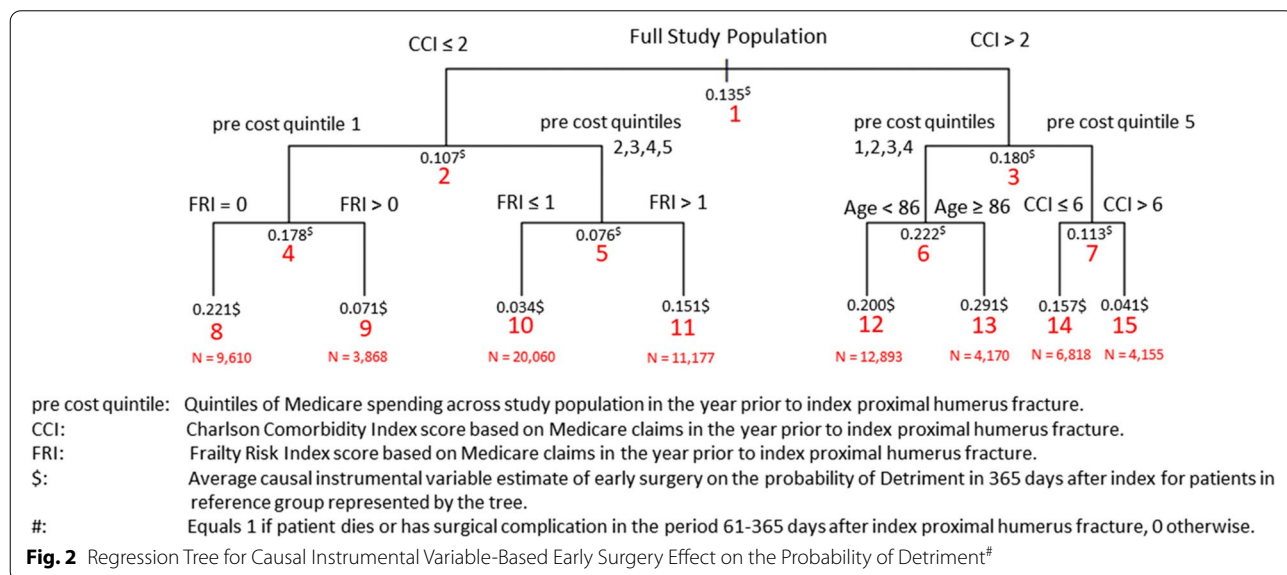 CCI ≤ 2 Full Study Population CCI > 2
0.135$
1
pre cost quintile 1 pre cost quintiles pre cost quintiles pre cost quintile 5
2,3,4,5 1,2,3,4
0.107$ 0.180$
2 3
FRI = 0 FRI > 0 FRI ≤ 1 FRI > 1 Age < 86 Age ≥ 86 CCI ≤ 6 CCI > 6
0.178$ 0.076$ 0.222$ 0.113$
4 5 6 7
0.221$ 0.071$ 0.034$ 0.151$ 0.200$ 0.291$ 0.157$ 0.041$
8 9 10 11 12 13 14 15
N = 9,610 N = 3,868 N = 20,060 N = 11,177 N = 12,893 N = 4,170 N = 6,818 N = 4,155
pre cost quintile: Quintiles of Medicare spending across study population in the year prior to index proximal humerus fracture.
CCI: Charlson Comorbidity Index score based on Medicare claims in the year prior to index proximal humerus fracture.
FRI: Frailty Risk Index score based on Medicare claims in the year prior to index proximal humerus fracture.
$: Average causal instrumental variable estimate of early surgery on the probability of Detriment in 365 days after index for patients in
reference group represented by the tree.
#: Equals 1 if patient dies or has surgical complication in the period 61-365 days after index proximal humerus fracture, 0 otherwise.
Fig. 2 Regression Tree for Causal Instrumental Variable-Based Early Surgery Effect on the Probability of Detriment#